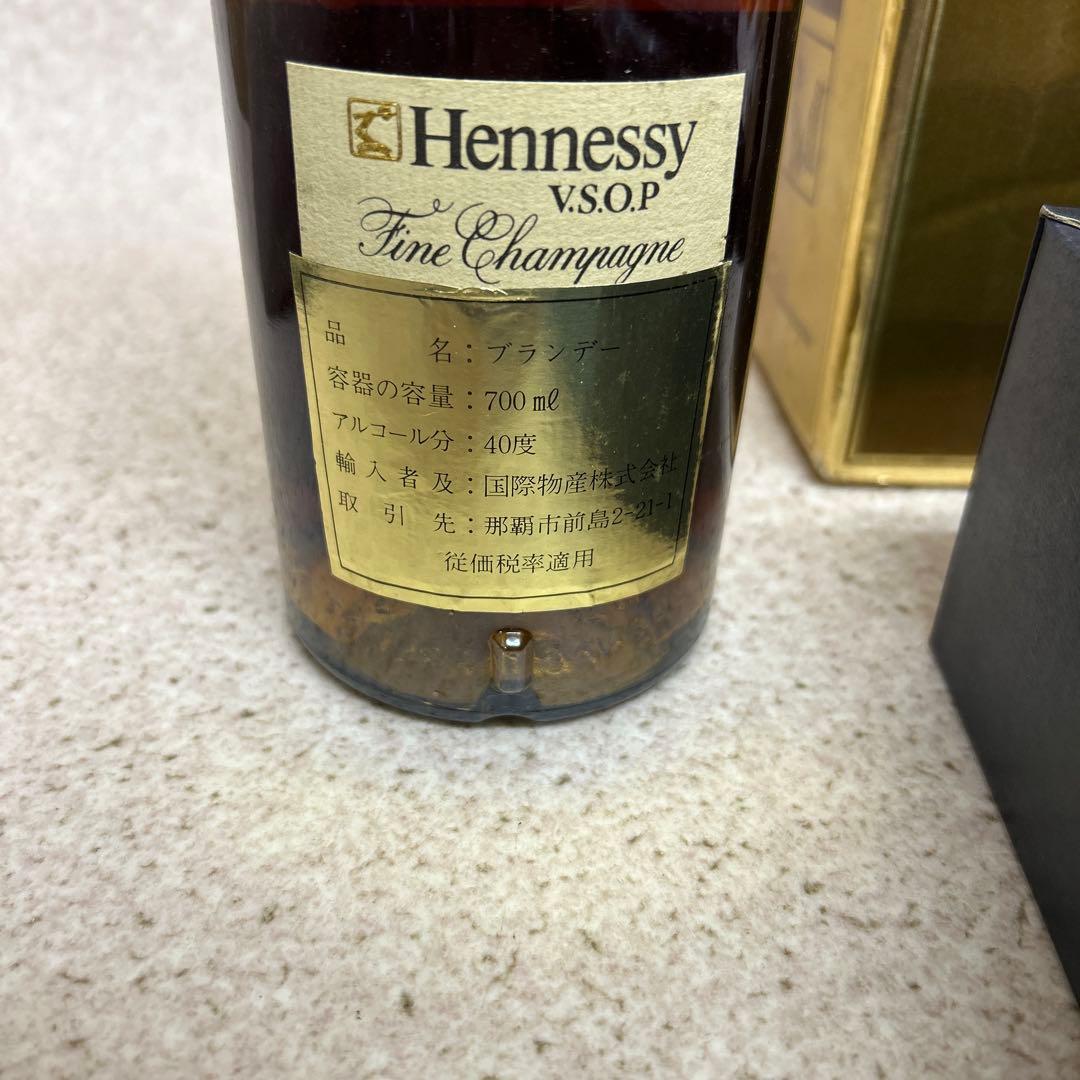 Hennessy
V.S.O.P
Fine Champagne
品名：ブランデー
容器の容量：700㎖
アルコール分：40度
輸入者及：国際物産株式会社
取引先：那覇市前島2-21-1
従価税率適用